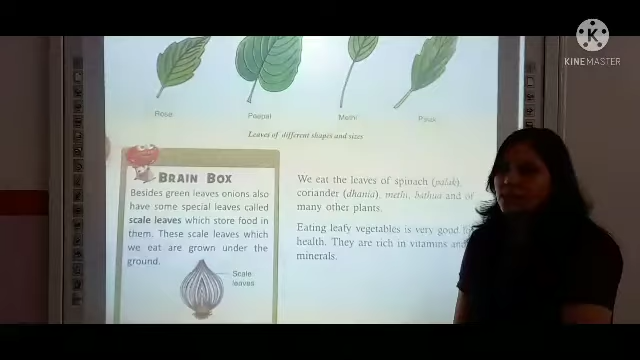 KINEMASTER
Rose
Peepal
Methi
Leaves of different shapes and sizes
BRAIN BOX
Besides green leaves onions also
have some special leaves called
scale leaves which store food in
them. These scale leaves which
we eat are grown under the
ground.
Scale
leaves
We eat the leaves of spinach (palak),
coriander (dhania), methi, bathua and of
many other plants.
Eating leafy vegetables is very good
health. They are rich in vitamins and
minerals.